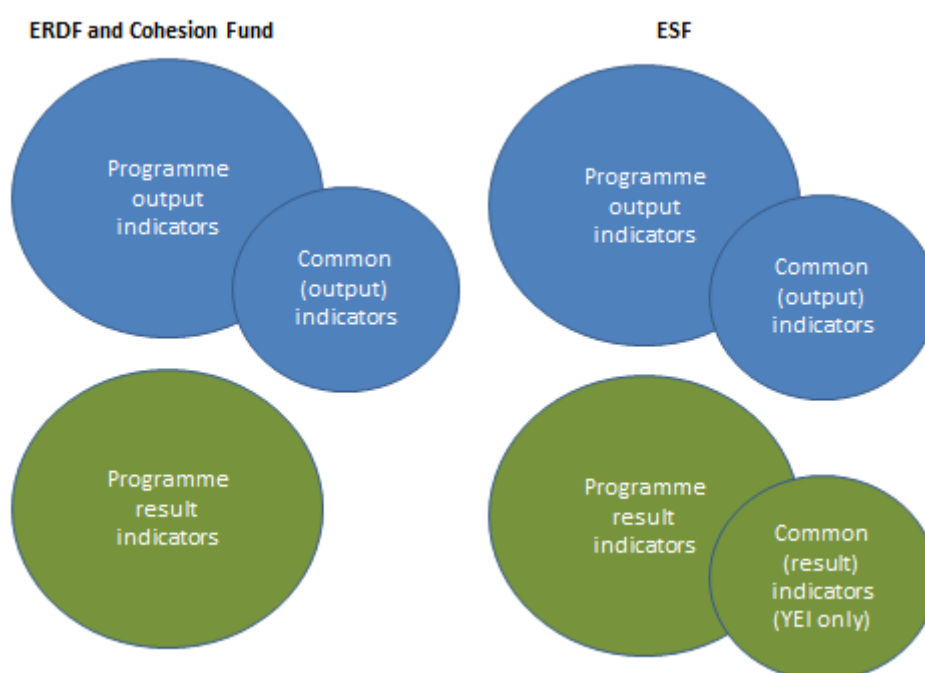 ERDF and Cohesion Fund
Programme
output
indicators
Common
(output)
indicators
Programme
result
indicators
ESF
Programme
output
indicators
Common
(output)
indicators
Programme
result
indicators
Common
(result)
indicators
(YEI only)